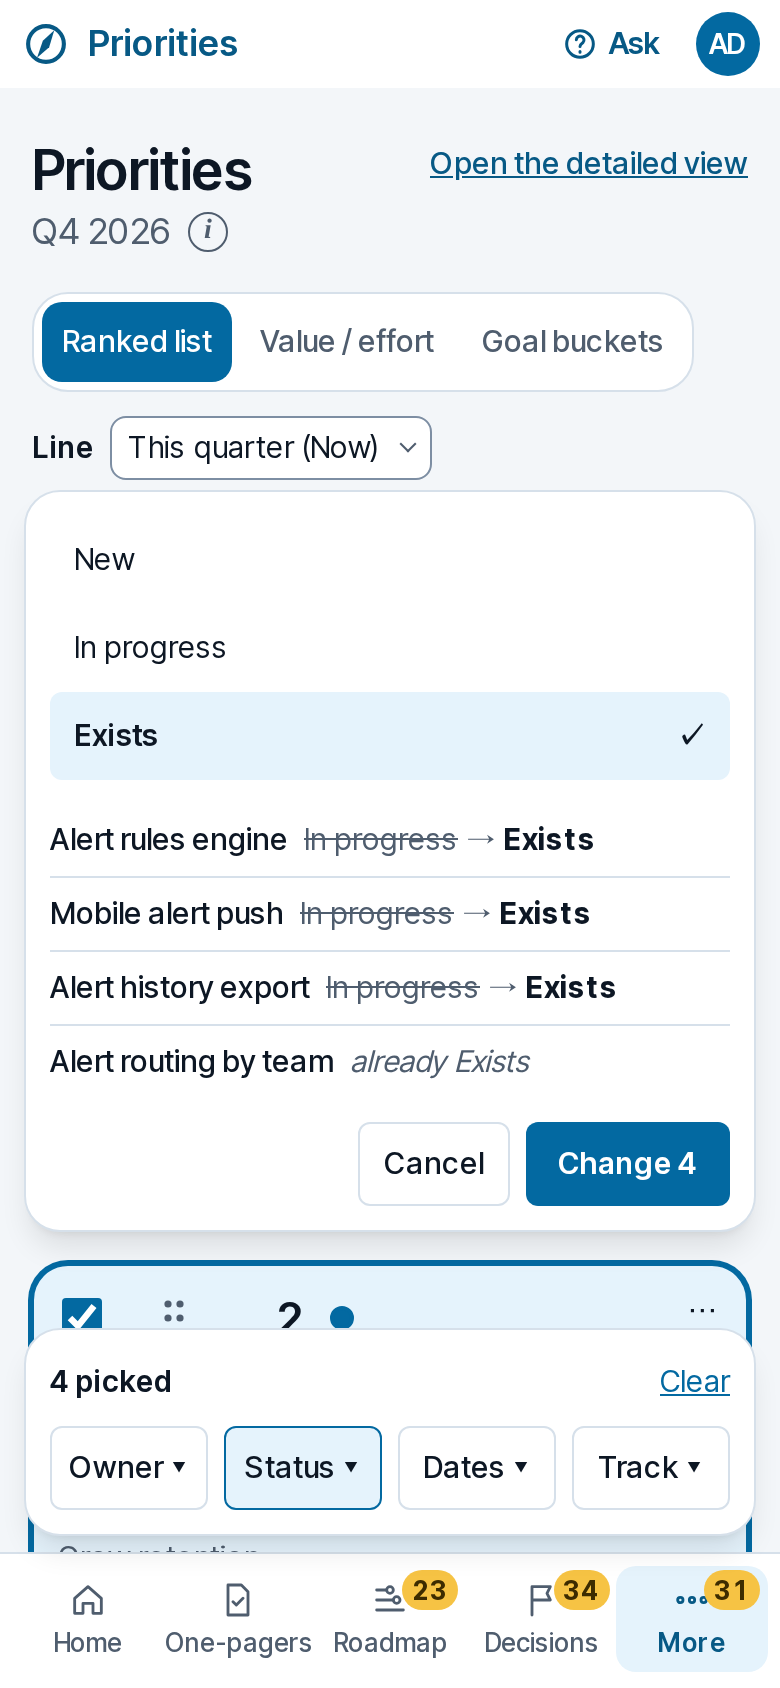 Priorities
Ask
AD
Priorities
Open the detailed view
Q4 2026 i
Ranked list
Value / effort
Goal buckets
Line
This quarter (Now)
New
In progress
Exists ✓
Alert rules engine In progress → Exists
Mobile alert push In progress → Exists
Alert history export In progress → Exists
Alert routing by team already Exists
Cancel
Change 4
2
...
4 picked
Clear
Owner ▾
Status ▾
Dates ▾
Track ▾
23
34
31
Home
One-pagers
Roadmap
Decisions
More